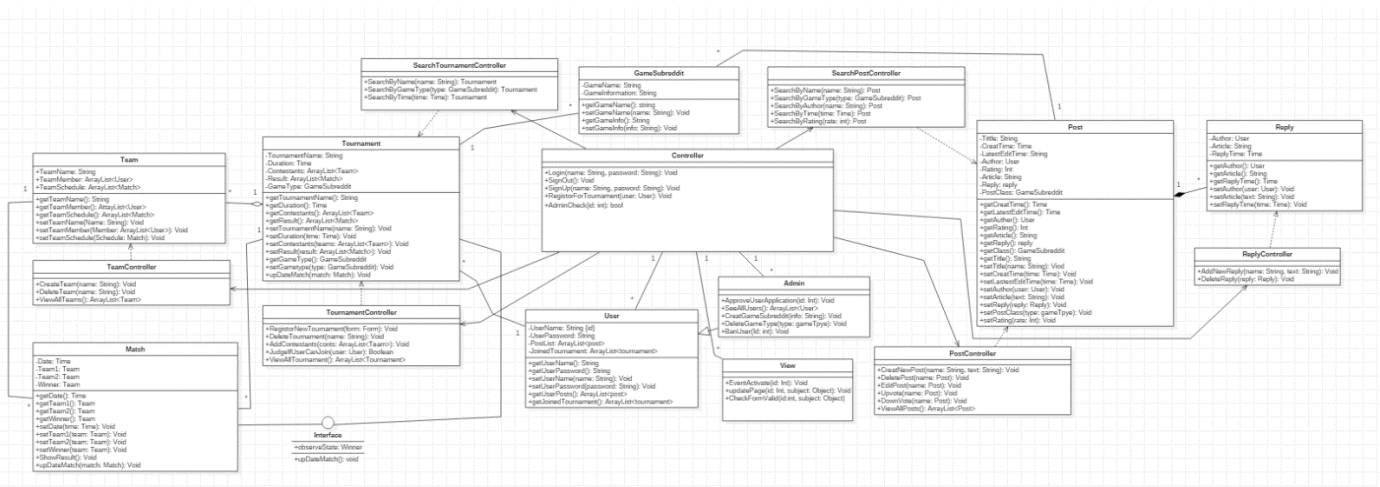 SearchTournamentController
+SearchByName(name: String): Tournament
+SearchByGameType(type: GameSubreddit): Tournament
+SearchByTime(time: Time): Tournament
GameSubreddit
-GameName: String
-GameInformation: String
+getGameName(): string
+setGameName(name: String): Void
+getGameInfo(): String
+setGameInfo(info: String): Void
SearchPostController
+SearchByName(name: String): Post
+SearchByGameType(type: GameSubreddit): Post
+SearchByAuthor(name: String): Post
+SearchByTime(time: Time): Post
+SearchByRating(rate: int): Post
Post
-Tittle: String
-CreatTime: Time
-LatestEditTime: String
-Author: User
-Rating: Int
-Article: String
-Reply: reply
-PostClass: GameSubreddit
+getCreatTime(): Time
+getLatestEditTime(): Time
+getAuther(): User
+getRating(): Int
+getArticle(): String
+getReply(): reply
+getClass(): GameSubreddit
+getTitle(): String
+setTitle(name: String): Viod
+setCreatTime(time: Time): Void
+setLastestEditTime(time: Time): Void
+setAuthor(user: User): Void
+setArticle(text: String): Void
+setReply(reply: Reply): Void
+setPostClass(type: gameTpye): Void
+setRating(rate: Int): Void
Reply
-Author: User
-Article: String
-ReplyTime: Time
+getAuthor(): User
+getArticle(): String
+getReplyTime(): Time
+setAuthor(user: User): Void
+setArticle(text: String): Void
+setReplyTime(time: Time): Void
Tournament
-TournamentName: String
-Duration: Time
-Contestants: ArrayList<Team>
-Result: ArrayList<Match>
-GameType: GameSubreddit
+getTournamentName(): String
+getDuration(): Time
+getContestants(): ArrayList<Team>
+getResult(): ArrayList<Match>
+setTournamentName(name: String): Void
+setDuration(time: Time): Void
+setContestants(teams: ArrayList<Team>): Void
+setResult(result: ArrayList<Match>): Void
+getGameType(): GameSubreddit
+setGametype(type: GameSubreddit): Void
+upDateMatch(match: Match): Void
Controller
+Login(name: String, password: String): Void
+SignOut(): Void
+SignUp(name: String, pasword: String): Void
+RegistorForTournament(user: User): Void
+AdminCheck(id: int): bool
Team
+TeamName: String
+TeamMember: ArrayList<User>
+TeamSchedule: ArrayList<Match>
+getTeamName(): String
+getTeamMember(): AttayList<User>
+getTeamSchedule(): ArrayList<Match>
+setTeamName(Name: String): Void
+setTeamMember(Member: ArrayList<User>): Void
+setTeamSchedule(Schedule: Match): Void
TeamController
+CreateTeam(name: String): Void
+DeleteTeam(name: String): Void
+ViewAllTeams(): ArrayList<Team>
ReplyController
+AddNewReply(name: String, text: String): Void
+DeleteReply(reply: Reply): Void
Admin
+ApproveUserApplication(id: Int): Void
+SeeAllUsers(): ArrayList<User>
+CreatGameSubreddit(info: String): Void
+DeleteGameType(type: gameTpye): Void
+BanUser(Id: int): Void
TournamentController
+RegistorNewTournament(form: Form): Void
+DeleteTournament(name: String): Void
+AddContestants(conts: ArrayList<Team>): Void
+JudgeIfUserCanJoin(user: User): Boolean
+ViewAllTournament(): ArrayList<Tournament>
User
-UserName: String {id}
-UserPassword: String
-PostList: ArrayList<post>
-JoinedTournament: ArrayList<tournament>
+getUserName(): String
+getUserPassword(): String
+setUserName(name: String): Void
+setUserPassword(password: String): Void
+getUserPosts(): ArrayList<post>
+getJoinedTournament(): ArrayList<tournament>
Match
-Date: Time
-Team1: Team
-Team2: Team
-Winner: Team
+getDate(): Time
+getTeam1(): Team
+getTeam2(): Team
+getWinner(): Team
+setDate(time: Time): Void
+setTeam1(team: Team): Void
+setTeam2(team: Team): Void
+setWinner(team: Team): Void
+ShowResult(): Void
+upDateMatch(match: Match): Void
View
+EventActivate(id: Int): Void
+updatePage(id: Int, subject: Object): Void
+CheckFormValid(id:int, subject: Object)
PostController
+CreatNewPost(name: String, text: String): Void
+DeletePost(name: Post): Void
+EditPost(name: Post): Void
+Upvote(name: Post): Void
+DownVote(name: Post): Void
+ViewAllPosts(): ArrayList<Post>
Interface
+observeState: Winner
+upDateMatch(): void